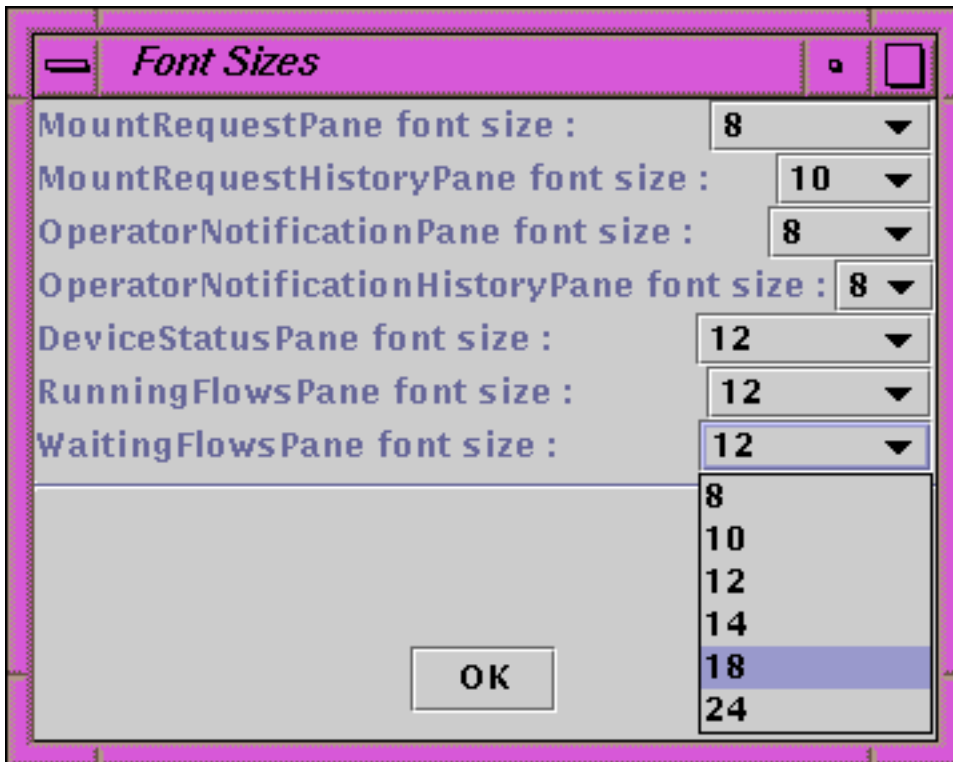 Font Sizes
MountRequestPane font size : 8
MountRequestHistoryPane font size : 10
OperatorNotificationPane font size : 8
OperatorNotificationHistoryPane font size : 8
DeviceStatusPane font size : 12
RunningFlowsPane font size : 12
WaitingFlowsPane font size : 12
8
10
12
14
18
OK
24